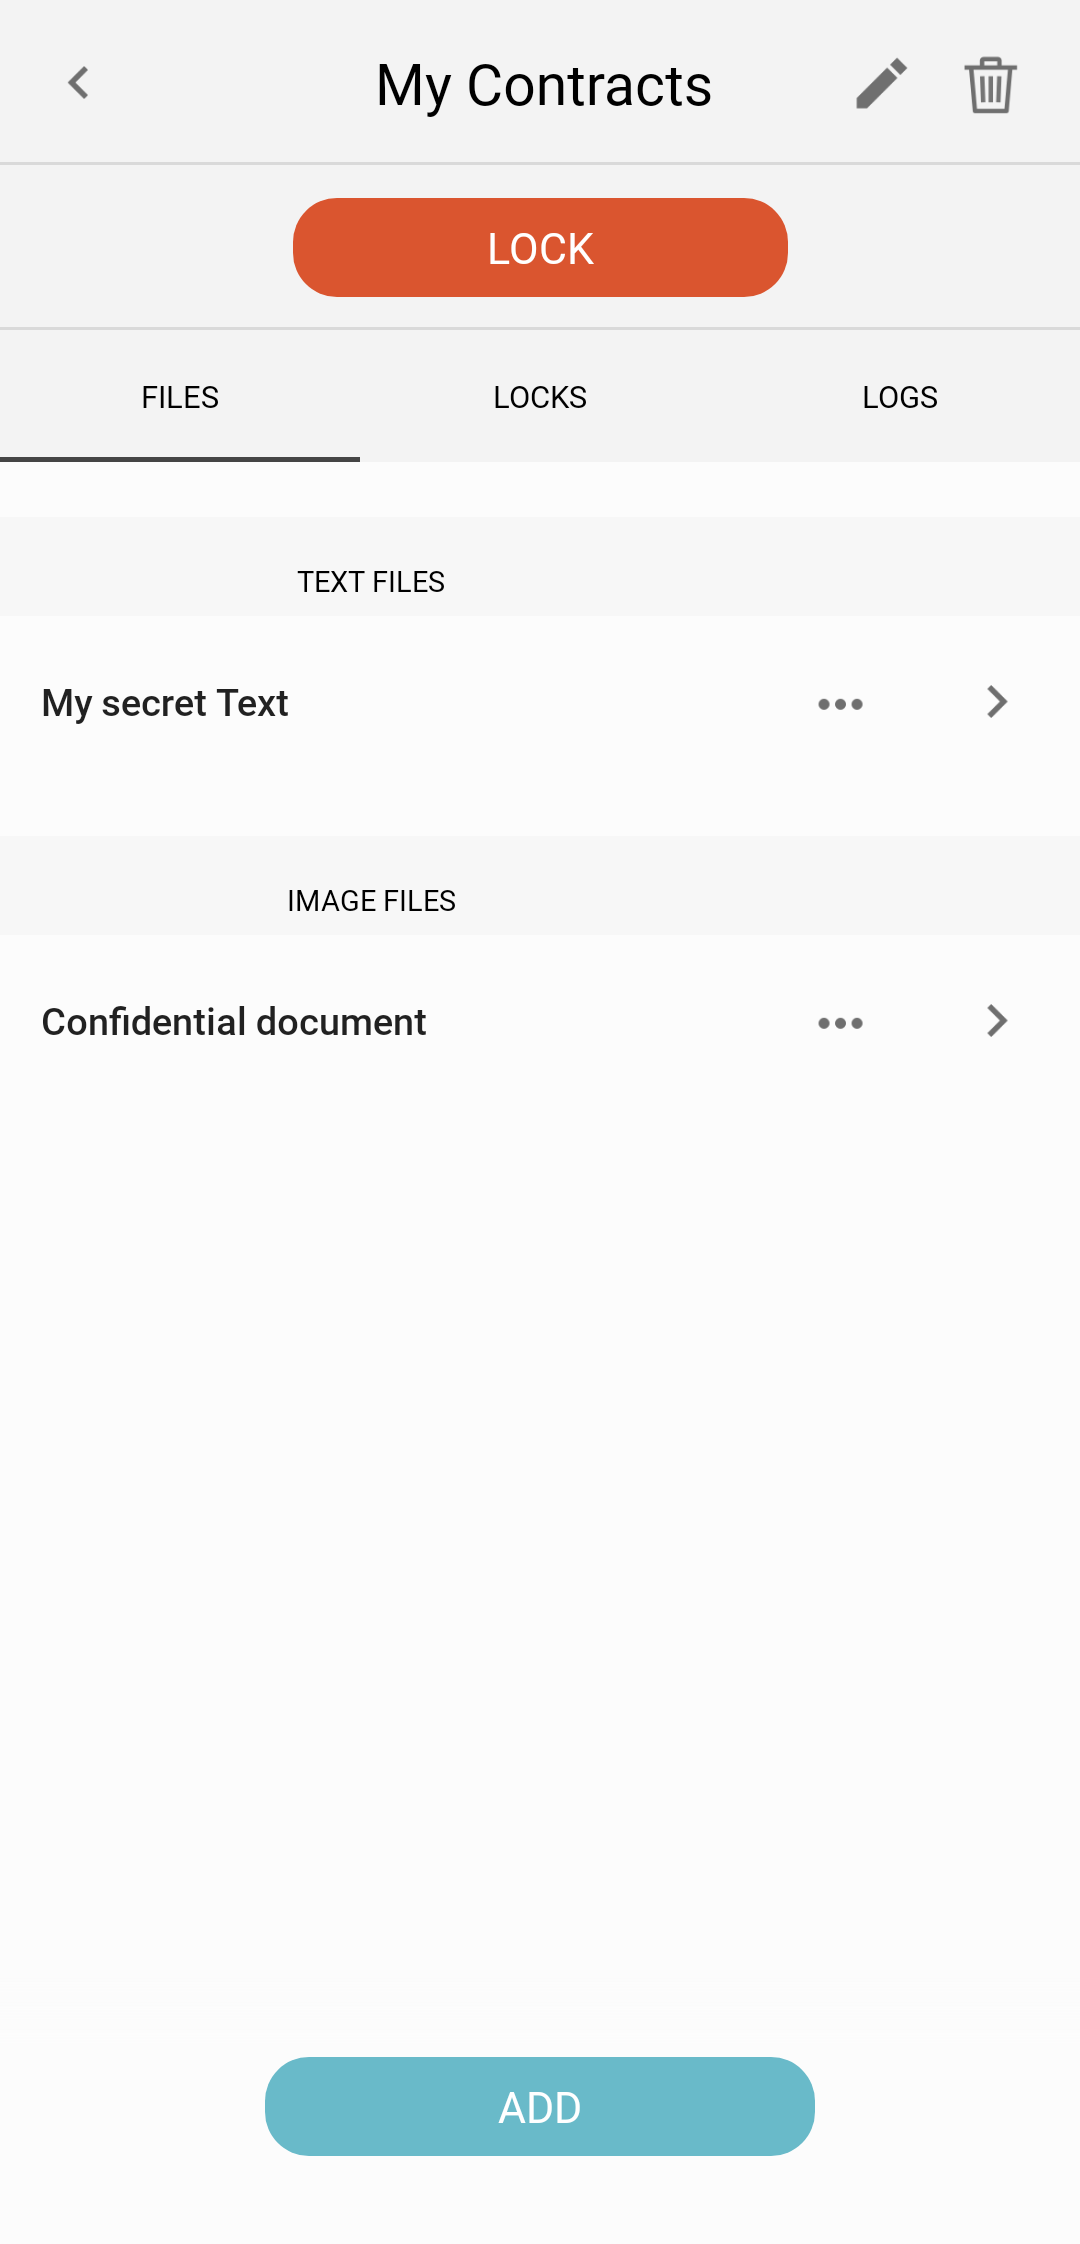 My Contracts
LOCK
FILES LOCKS LOGS
TEXT FILES
My secret Text
IMAGE FILES
Confidential document
ADD